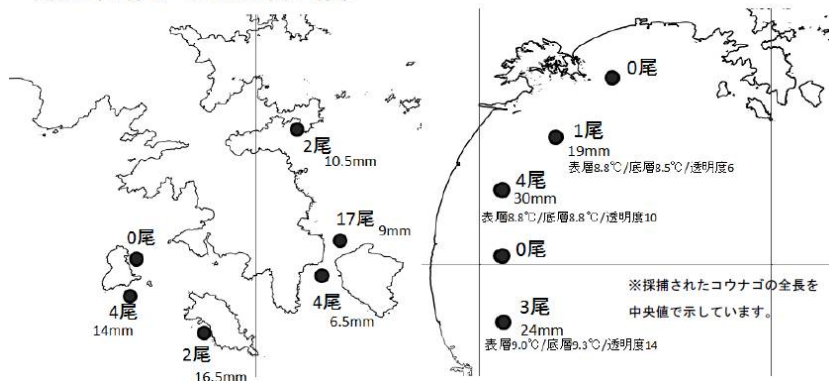 2尾
10.5mm
17尾
9mm
0尾
4尾
14mm
4尾
6.5mm
2尾
16.5mm
0尾
1尾
19mm
表層8.8℃/底層8.5℃/透明度6
4尾
30mm
表層8.8℃/底層8.8℃/透明度10
0尾
※採捕されたコウナゴの全長を
中央値で示しています。
3尾
24mm
表層9.0℃/底層9.3℃/透明度14